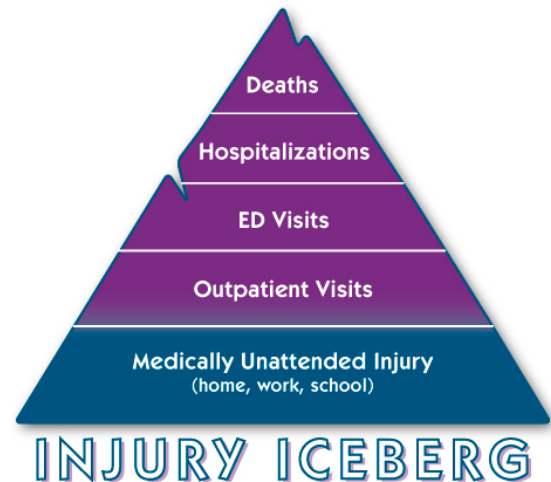 Deaths
Hospitalizations
ED Visits
Outpatient Visits
Medically Unattended Injury
(home, work, school)
INJURY ICEBERG